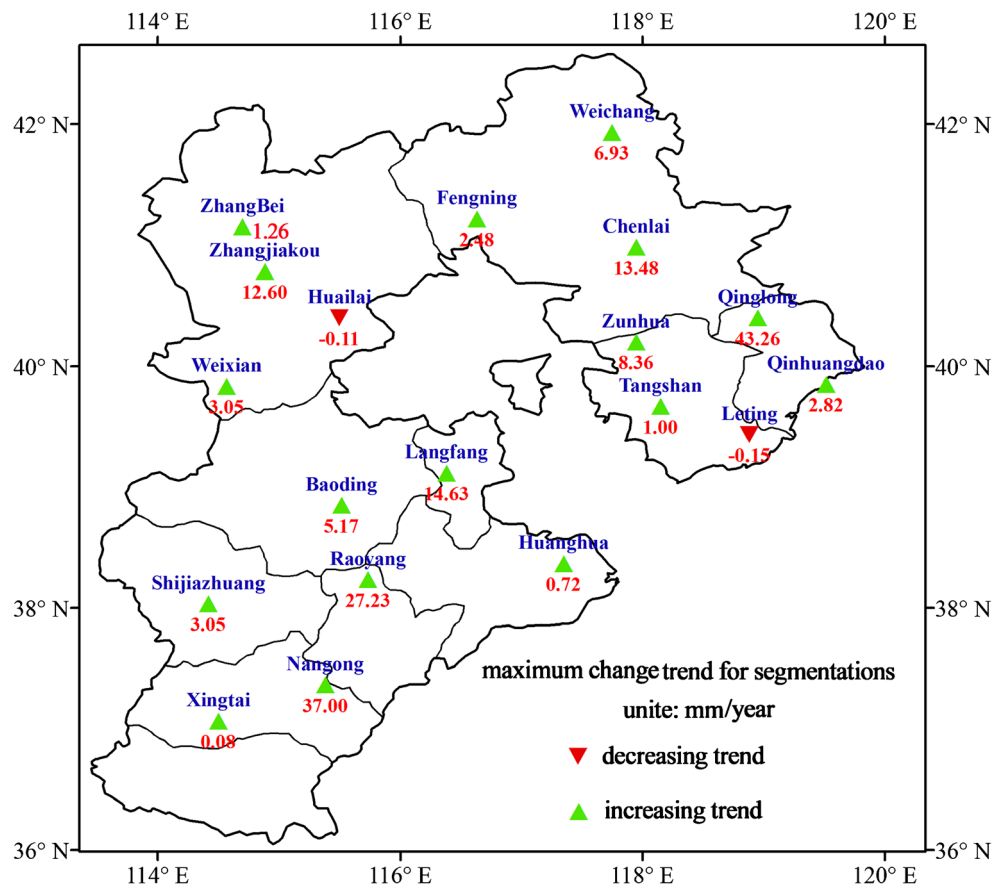 114° E 116° E 118° E 120° E
42° N
42° N
Weichang
6.93
Fengning
2.48
ZhangBei
1.26
Zhangjiakou
12.60
Chenlai
13.48
Huailai
-0.11
Qinglong
43.26
Zunhua
8.36
40° N
40° N
Weixian
3.05
Qinhuangdao
2.82
Tangshan
1.00
Leting
-0.15
Langfang
14.63
Baoding
5.17
Huanghua
0.72
Raoyang
27.23
Shijiazhuang
3.05
38° N
38° N
Nangong
37.00
Xingtai
0.08
maximum change trend for segmentations
unite: mm/year
decreasing trend
increasing trend
36° N
36° N
114° E 116° E 118° E 120° E